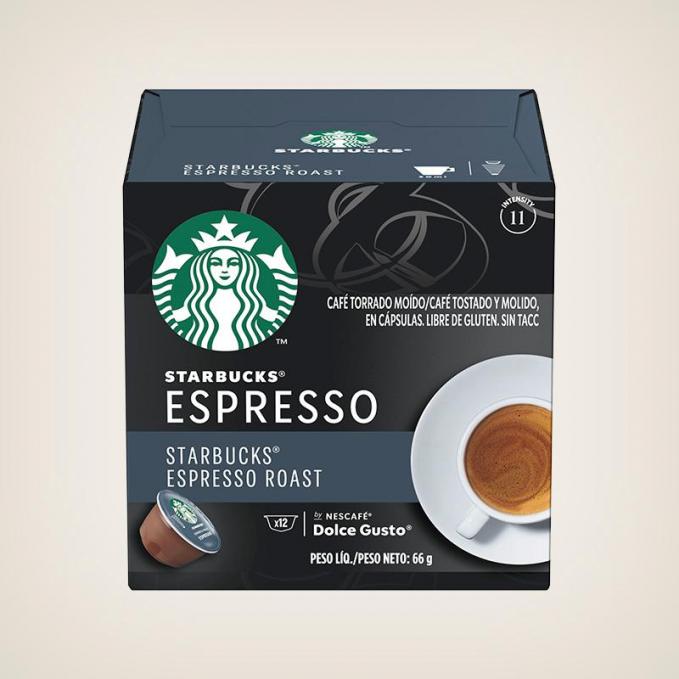 STARBUCKS®
STARBUCKS®
ESPRESSO ROAST
INTENSITY
11
CAFÉ TORRADO MOÍDO/CAFÉ TOSTADO Y MOLIDO,
EN CÁPSULAS. LIBRE DE GLUTEN. SIN TACC
TM
STARBUCKS®
ESPRESSO
STARBUCKS®
ESPRESSO ROAST
x12
by NESCAFÉ®
Dolce Gusto®
PESO LÍQ./PESO NETO: 66 g